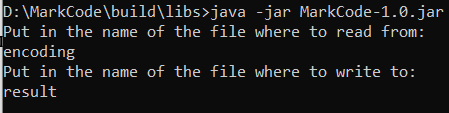 D:\MarkCode\build\libs>java -jar MarkCode-1.0.jar
Put in the name of the file where to read from:
encoding
Put in the name of the file where to write to:
result